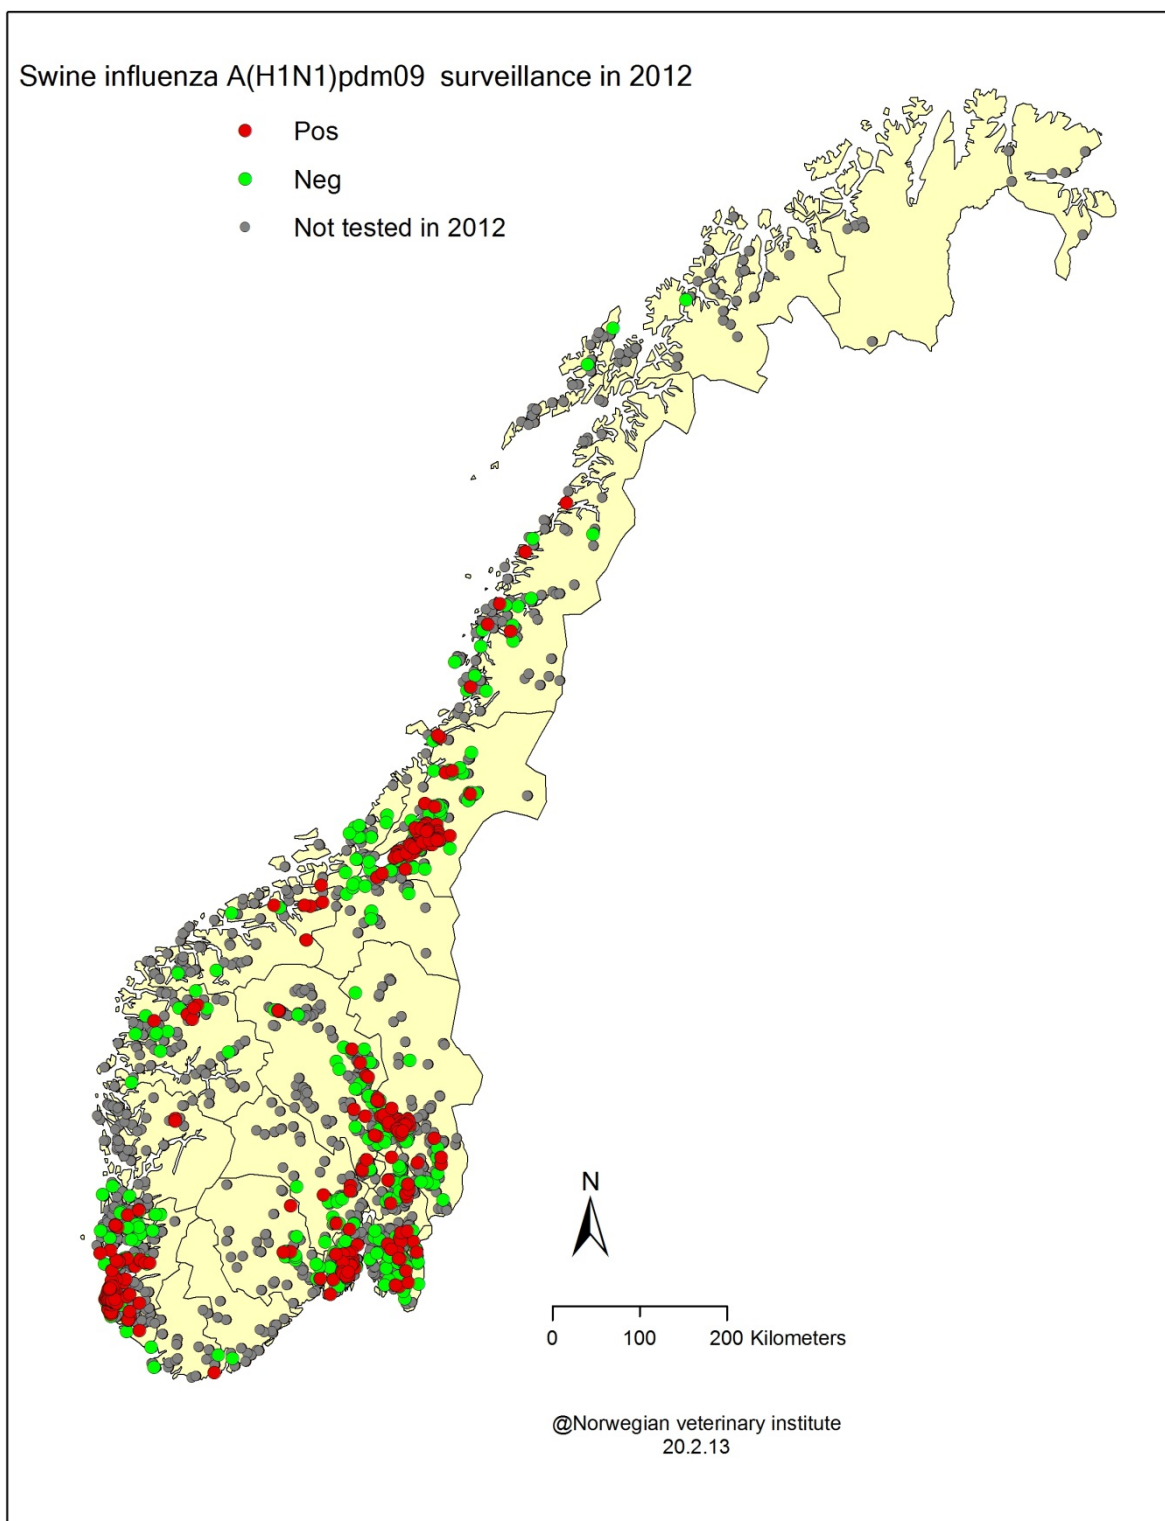 Swine influenza A(H1N1)pdm09 surveillance in 2012
Pos
Neg
Not tested in 2012
N
0 100 200 Kilometers
@Norwegian veterinary institute
20.2.13